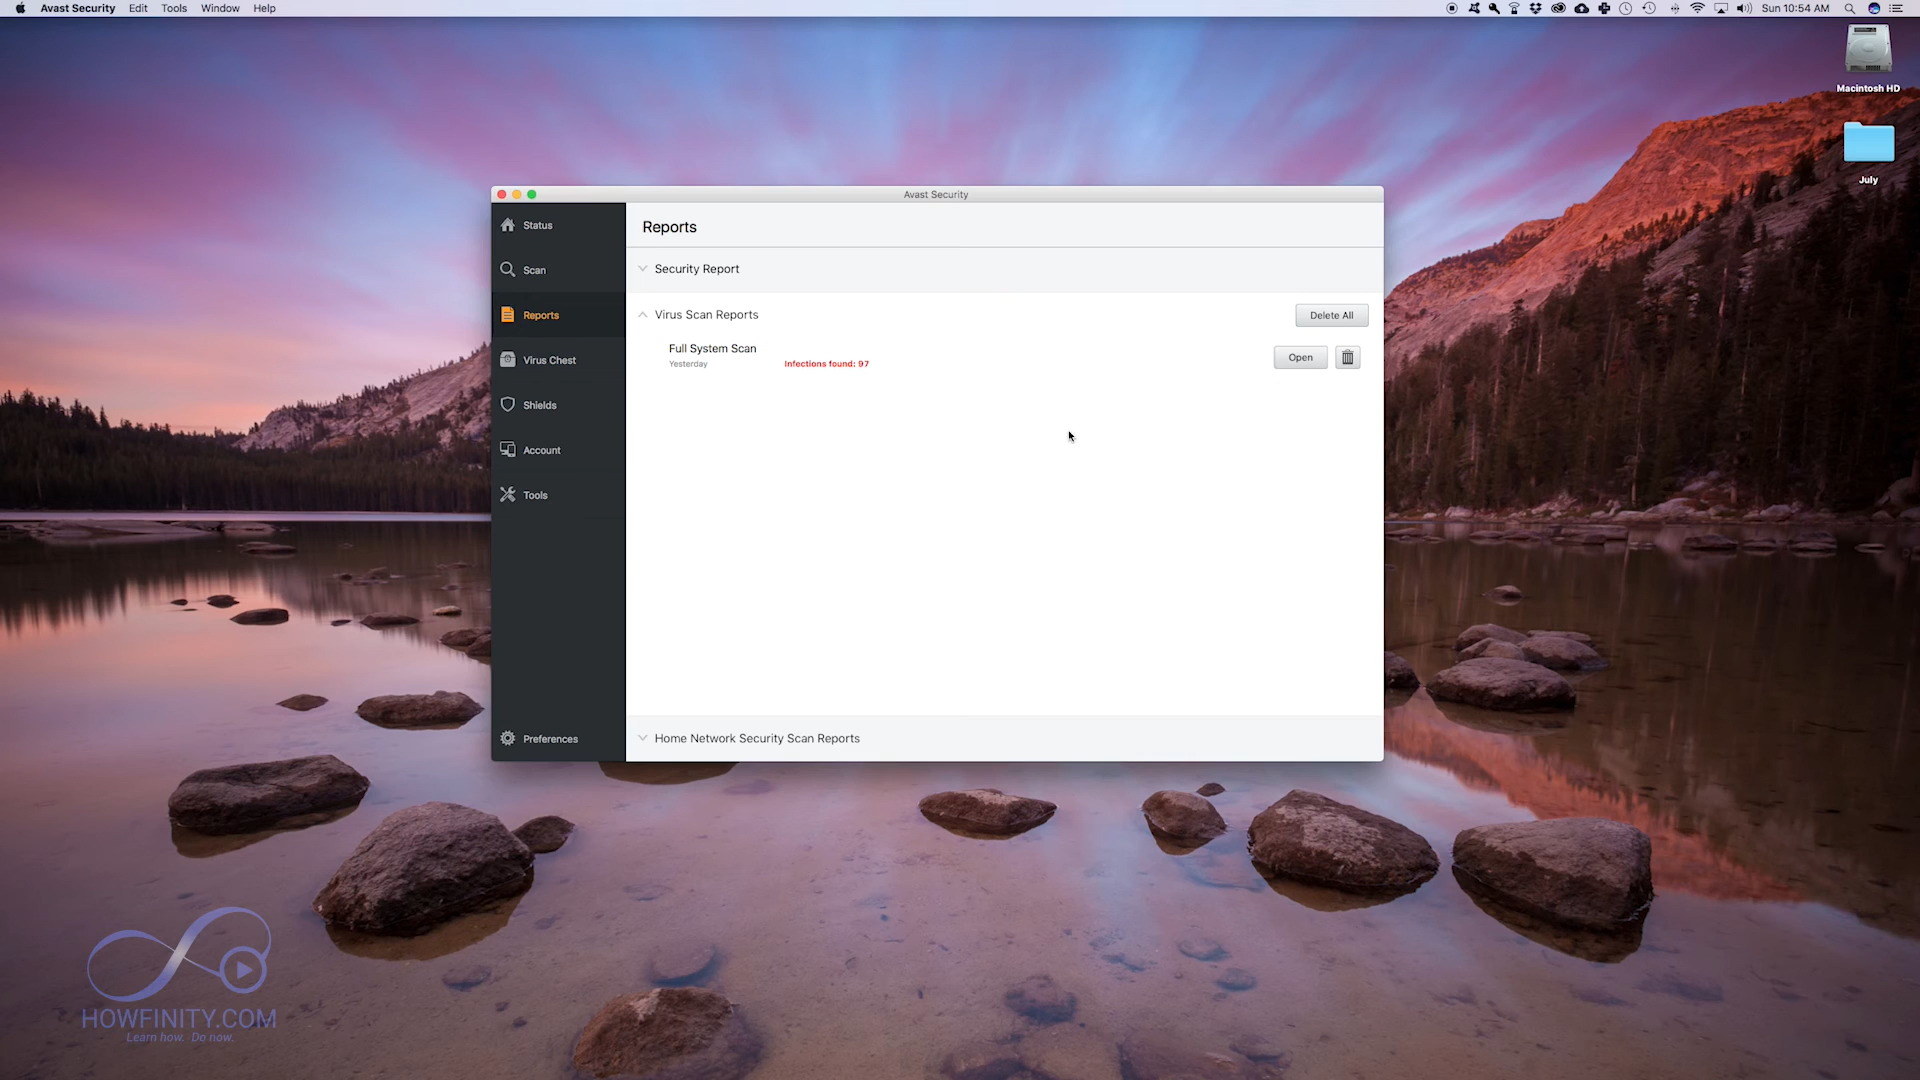 Avast Security Edit Tools Window Help
Sun 10:54 AM
Macintosh HD
July
Avast Security
Status
Scan
Reports
Virus Chest
Shields
Account
Tools
Preferences
Reports
Security Report
Virus Scan Reports
Delete All
Full System Scan
Yesterday
Infections found: 97
Open
Home Network Security Scan Reports
HOWFINITY.COM
Learn how. Do now.